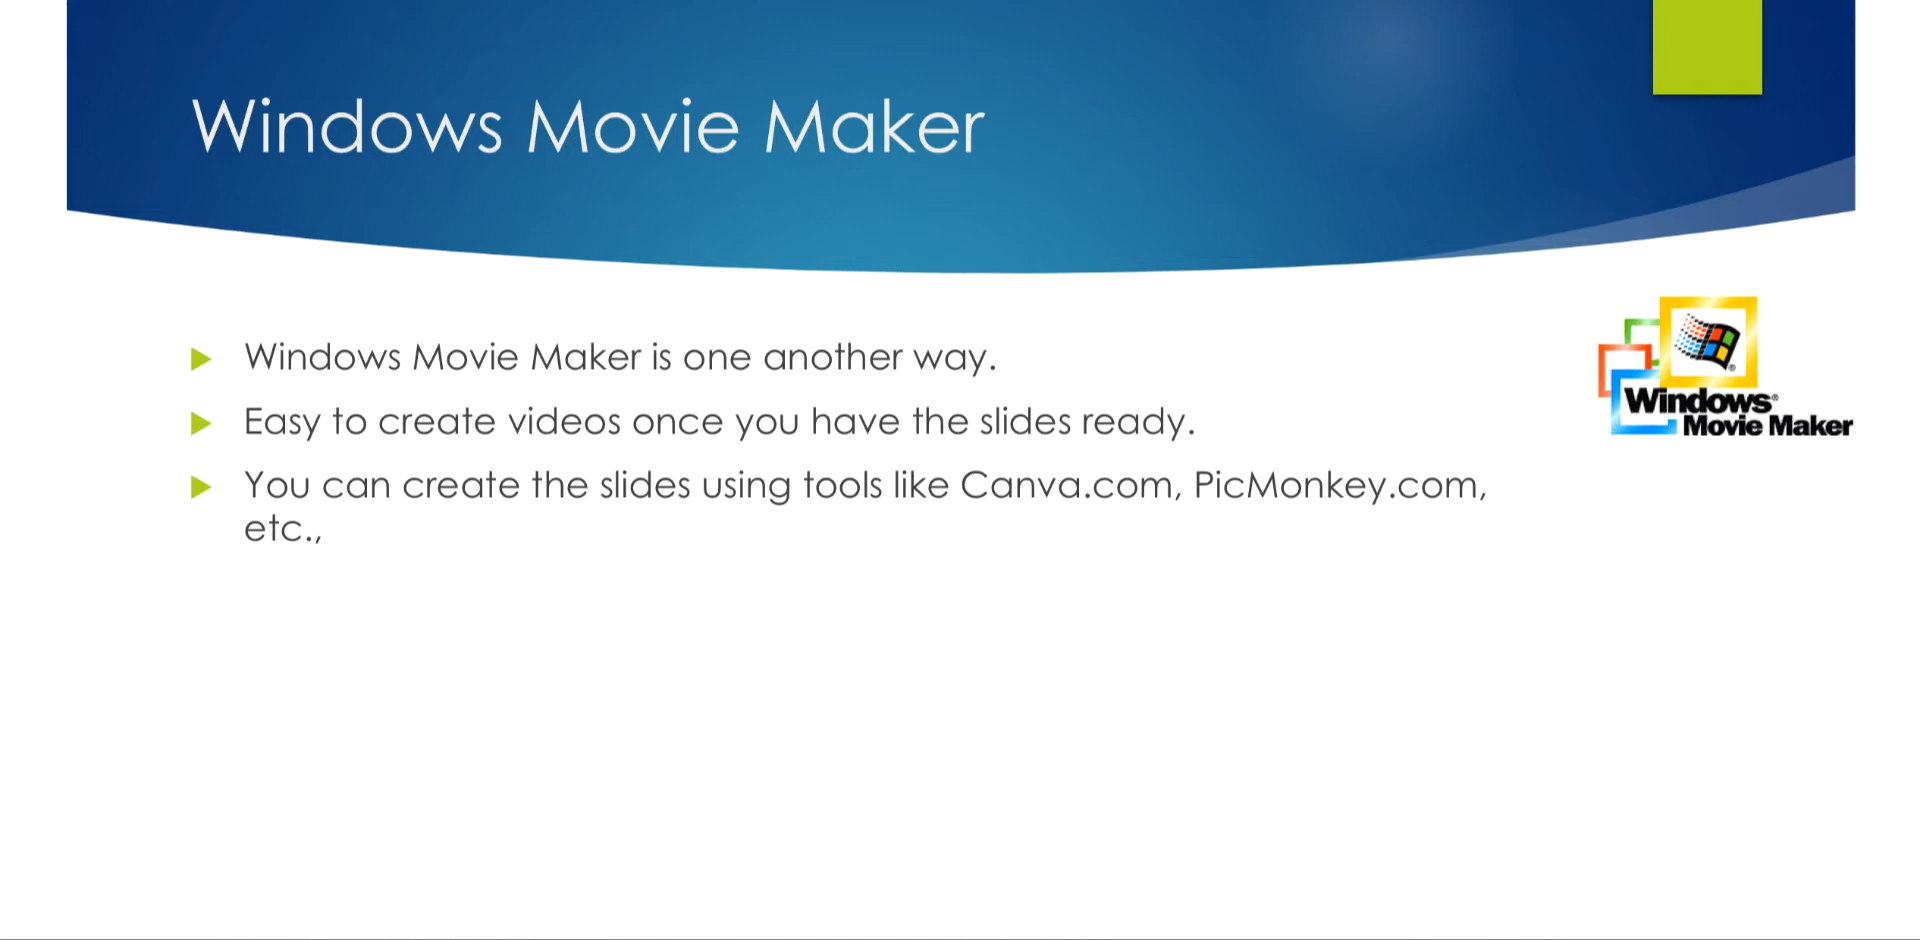 Windows Movie Maker
Windows Movie Maker is one another way.
Easy to create videos once you have the slides ready.
You can create the slides using tools like Canva.com, PicMonkey.com,
etc.,
Windows®
Movie Maker